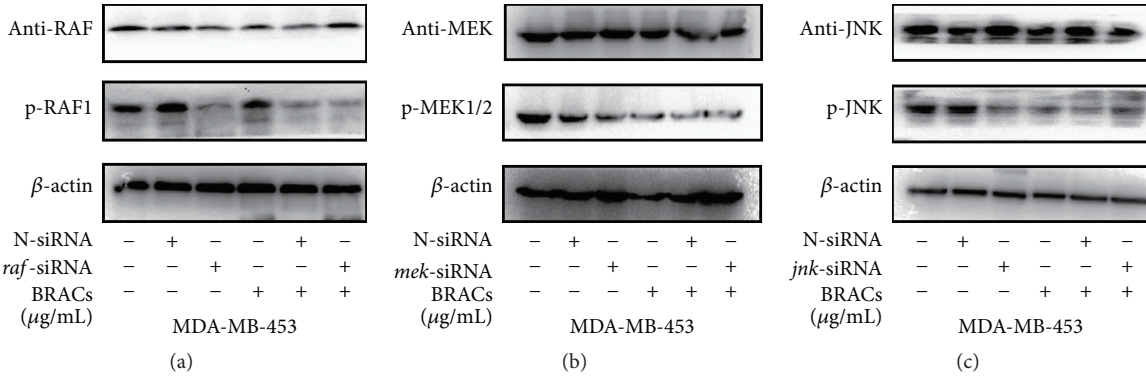 Anti-RAF
p-RAF1
β-actin
N-siRNA − + − − + −
raf-siRNA − − + − − +
BRACs − − − + + +
(μg/mL)
MDA-MB-453
(a)
Anti-MEK
p-MEK1/2
β-actin
N-siRNA − + − − + −
mek-siRNA − − + − − +
BRACs − − − + + +
(μg/mL)
MDA-MB-453
(b)
Anti-JNK
p-JNK
β-actin
N-siRNA − + − − + −
jnk-siRNA − − + − − +
BRACs − − − + + +
(μg/mL)
MDA-MB-453
(c)